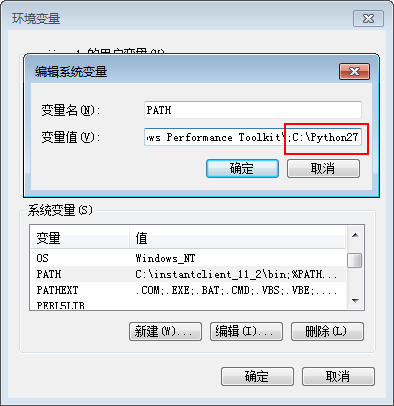 环境变量
的用户变量(U)
编辑系统变量
变量名(N):
PATH
变量值(V):
ows Performance Toolkit\;C:\Python27
确定
取消
系统变量(S)
变量
值
OS
Windows_NT
PATH
C:\instantclient_11_2\bin;%PATH...
PATHEXT
.COM;.EXE;.BAT;.CMD;.VBS;.VBE;....
PERL5LIB
新建(W)...
编辑(I)...
删除(L)
确定
取消